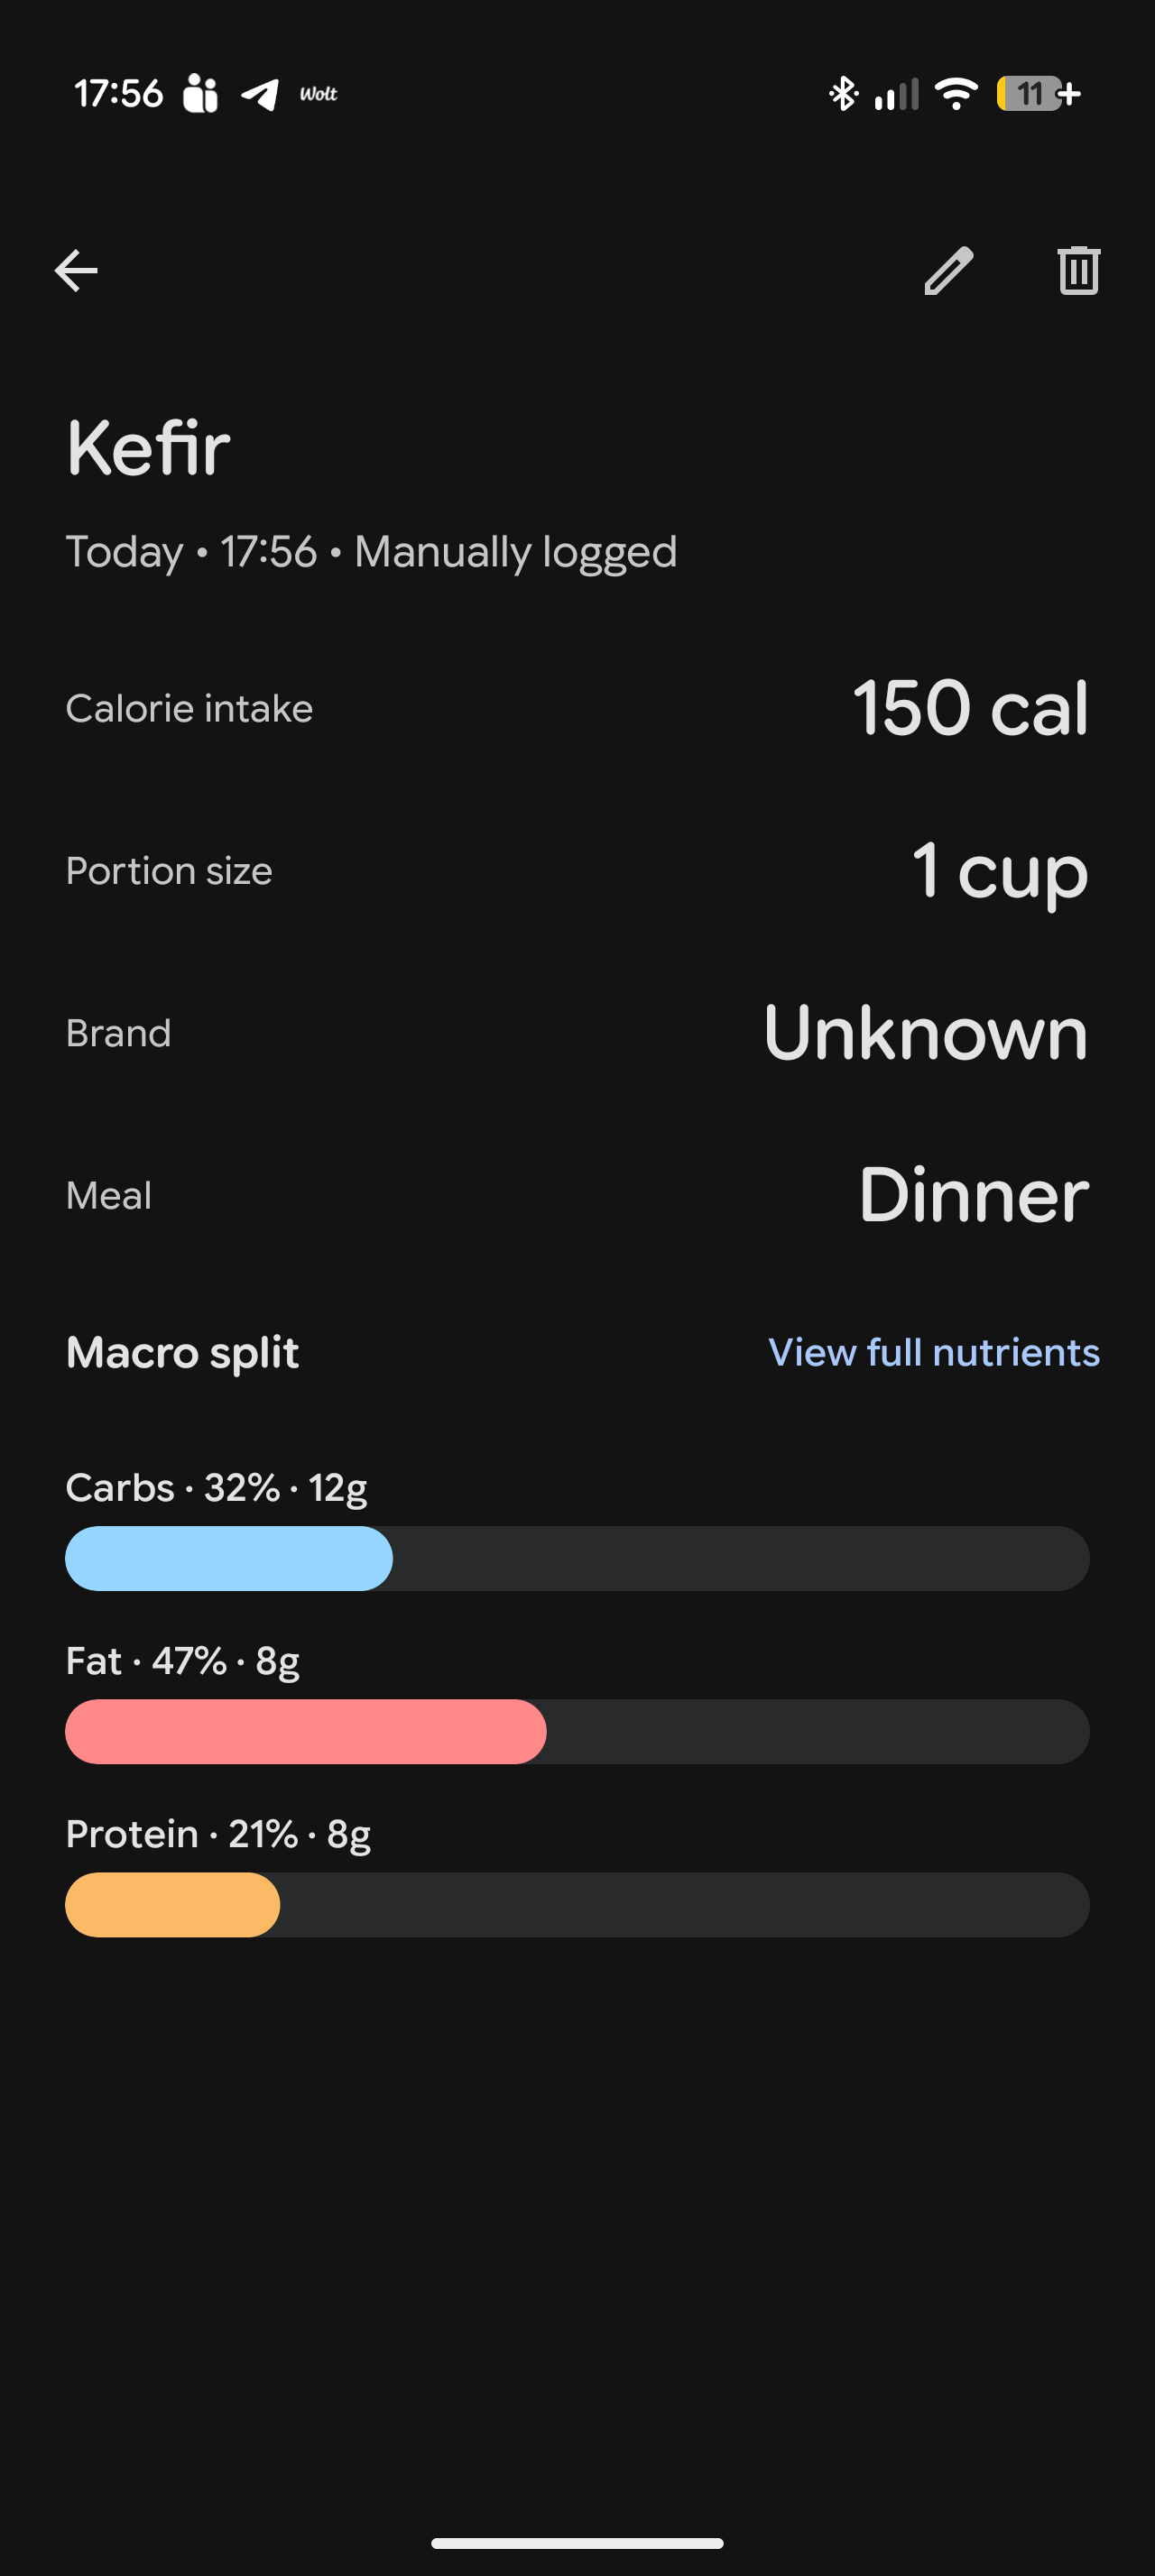 17:56 Wolt 11
Kefir
Today • 17:56 • Manually logged
Calorie intake 150 cal
Portion size 1 cup
Brand Unknown
Meal Dinner
Macro split View full nutrients
Carbs · 32% · 12g
Fat · 47% · 8g
Protein · 21% · 8g